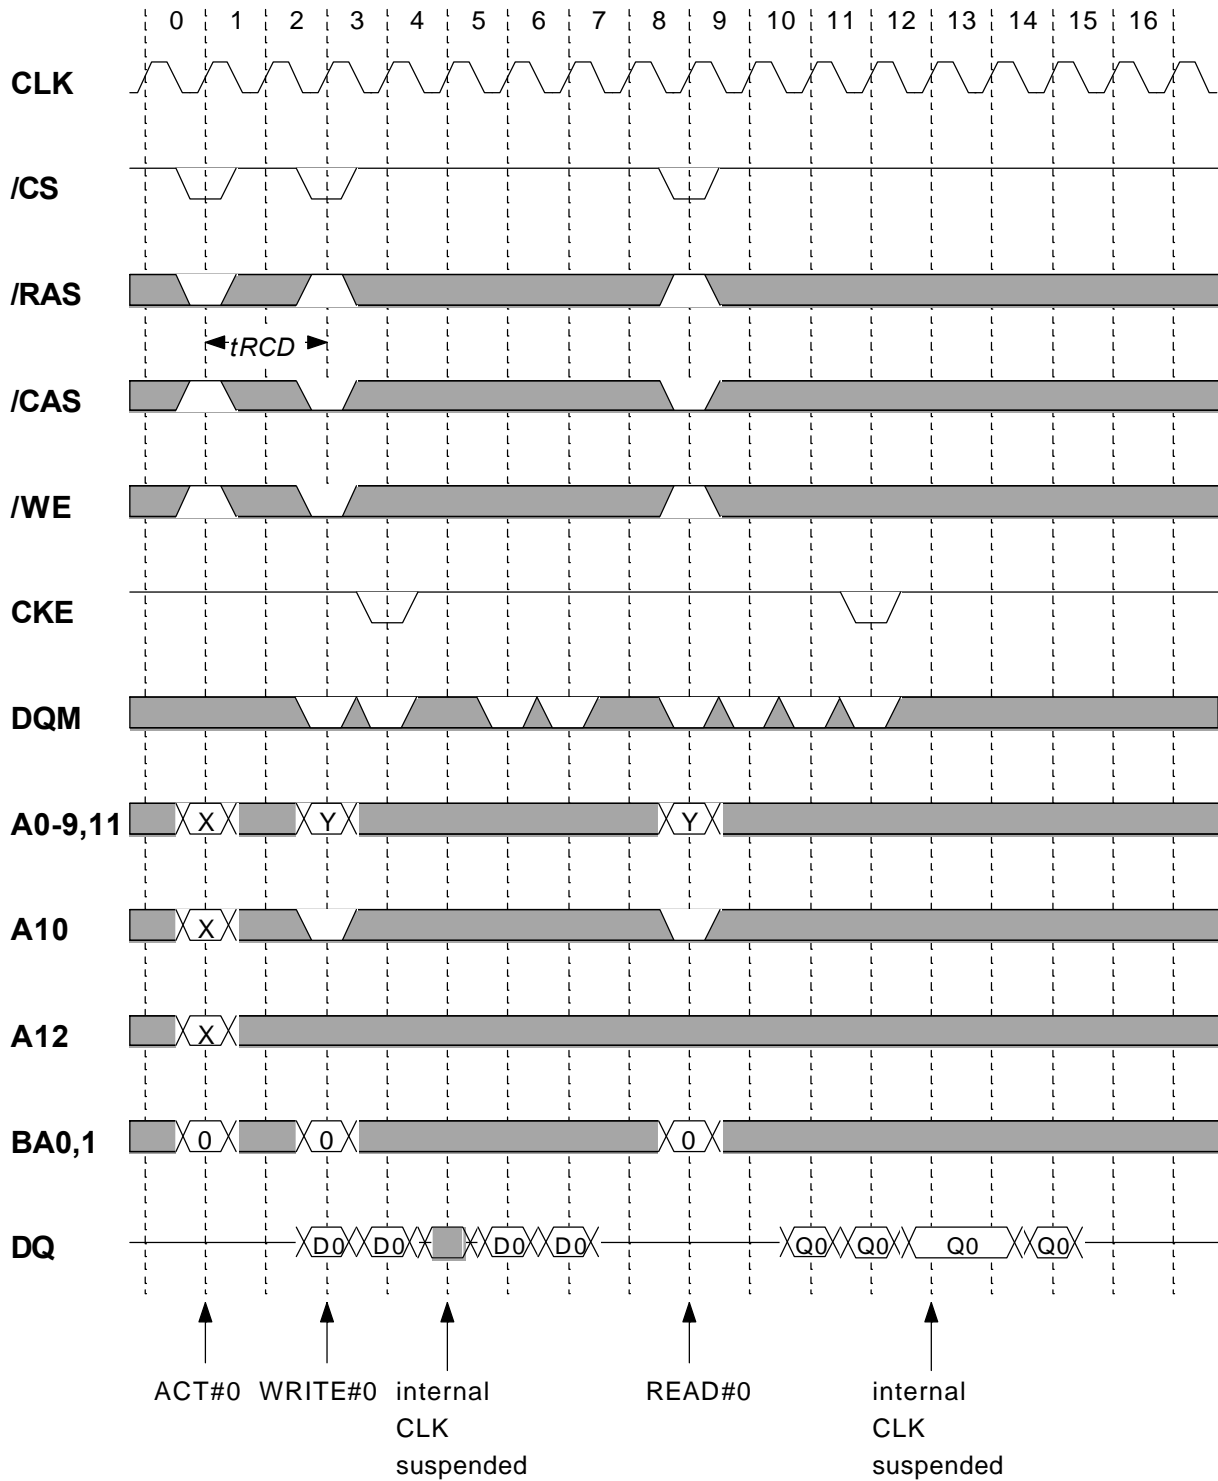 0 1 2 3 4 5 6 7 8 9 10 11 12 13 14 15 16
CLK
/CS
/RAS
tRCD
/CAS
/WE
CKE
DQM
A0-9,11 X Y Y
A10 X
A12 X
BA0,1 0 0 0
DQ D0 D0 D0 D0 Q0 Q0 Q0 Q0
ACT#0 WRITE#0 internal READ#0 internal
CLK CLK
suspended suspended